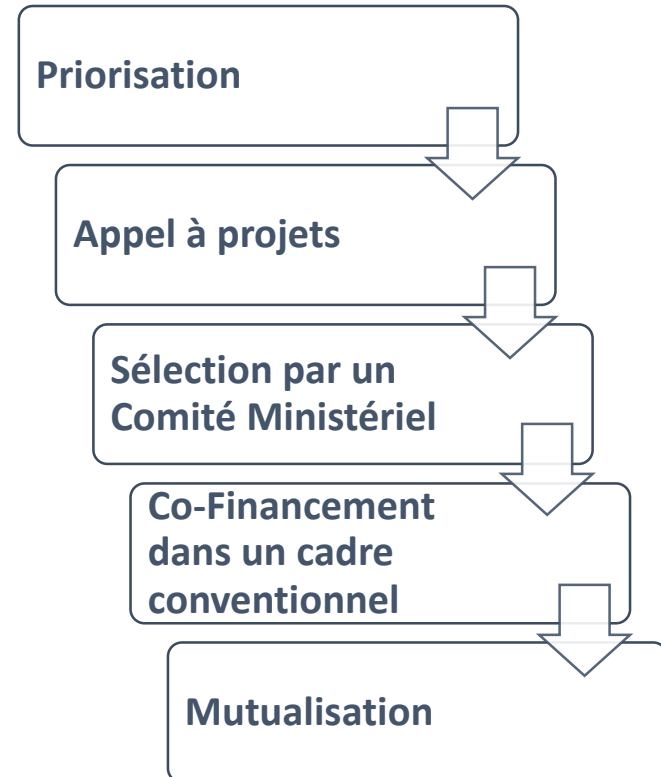 Priorisation
Appel à projets
Sélection par un
Comité Ministériel
Co-Financement
dans un cadre
conventionnel
Mutualisation